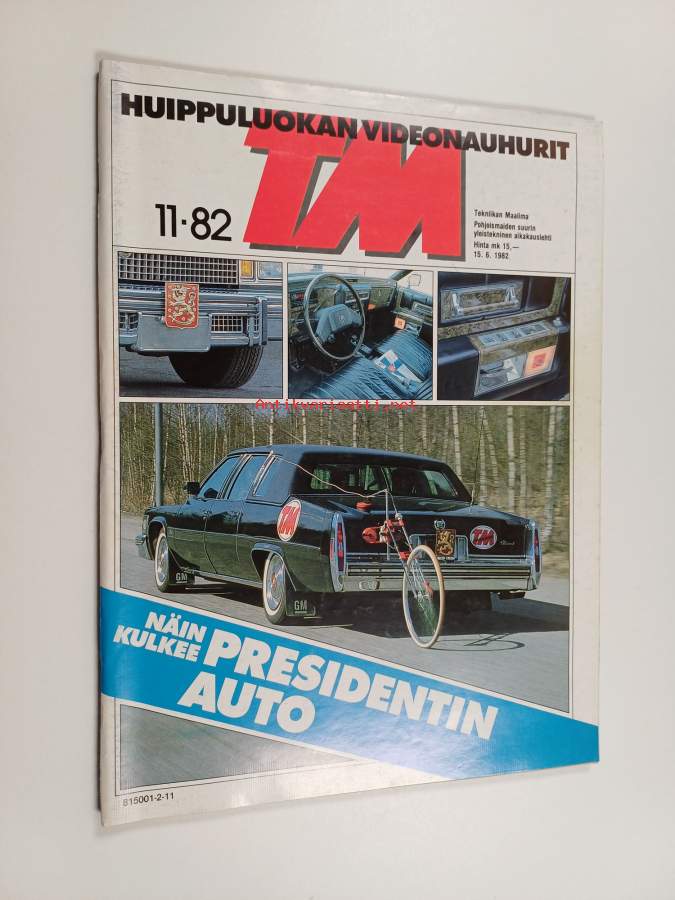 HUIPPULUOKAN VIDEONAUHURIT
TM
11·82
Tekniikan Maailma
Pohjoismaiden suurin
yleistekninen aikakauslehti
Hinta mk 15,—
15. 6. 1982
Antikvariaatti.net
TM
TM
GM
GM
NÄIN
KULKEE
PRESIDENTIN
AUTO
815001-2-11